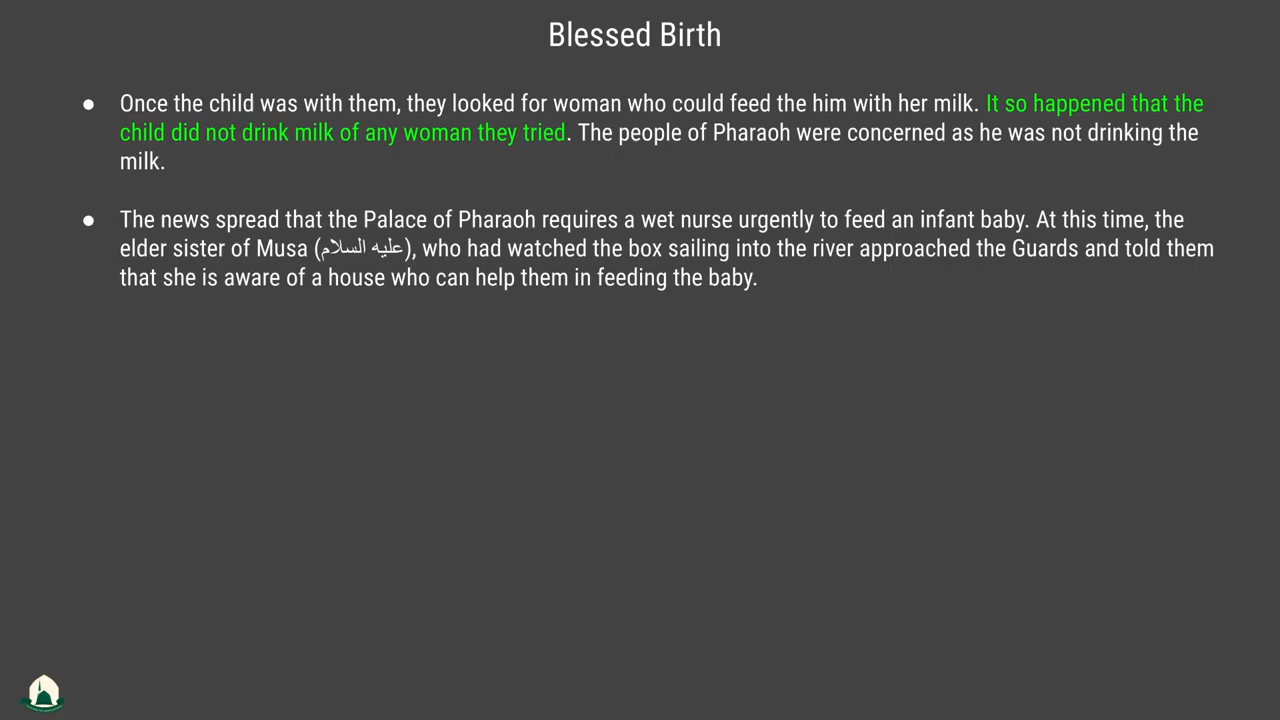 Blessed Birth
● Once the child was with them, they looked for woman who could feed the him with her milk. It so happened that the
child did not drink milk of any woman they tried. The people of Pharaoh were concerned as he was not drinking the
milk.
● The news spread that the Palace of Pharaoh requires a wet nurse urgently to feed an infant baby. At this time, the
elder sister of Musa (عليه السلام), who had watched the box sailing into the river approached the Guards and told them
that she is aware of a house who can help them in feeding the baby.